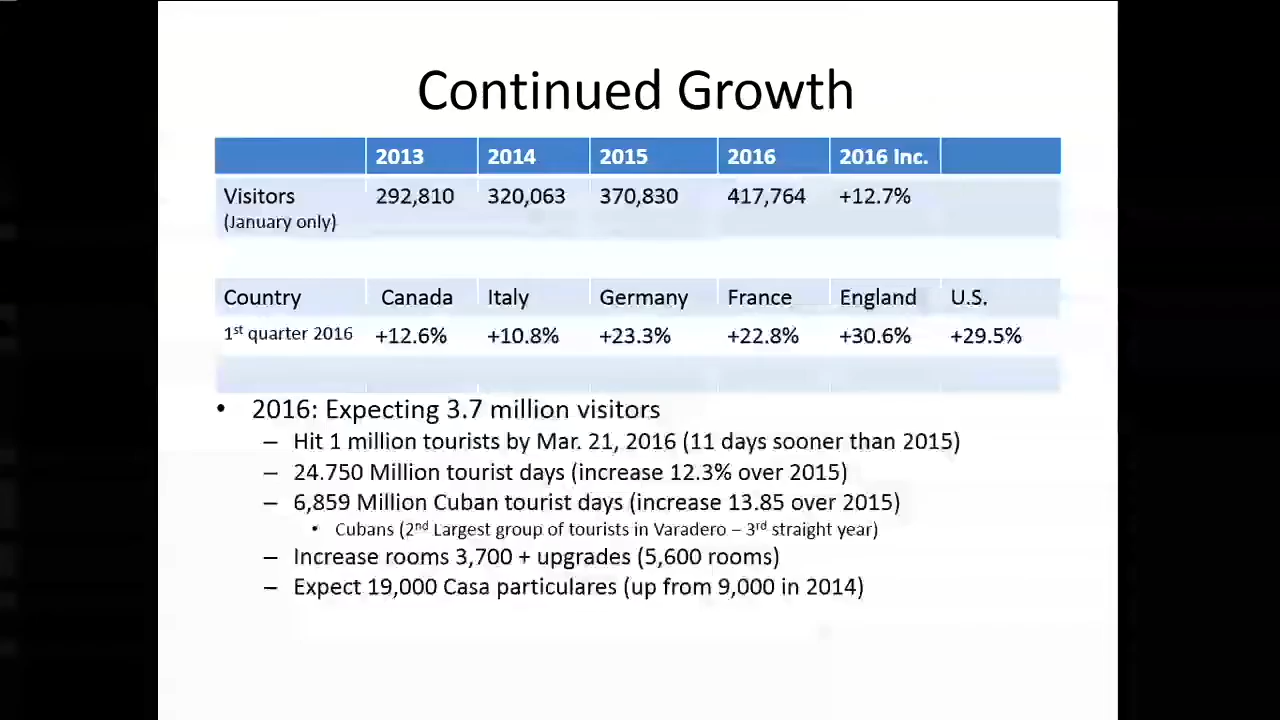 Continued Growth
2013 2014 2015 2016 2016 Inc.
Visitors 292,810 320,063 370,830 417,764 +12.7%
(January only)
Country Canada Italy Germany France England U.S.
1st quarter 2016 +12.6% +10.8% +23.3% +22.8% +30.6% +29.5%
• 2016: Expecting 3.7 million visitors
– Hit 1 million tourists by Mar. 21, 2016 (11 days sooner than 2015)
– 24.750 Million tourist days (increase 12.3% over 2015)
– 6,859 Million Cuban tourist days (increase 13.85 over 2015)
• Cubans (2nd Largest group of tourists in Varadero – 3rd straight year)
– Increase rooms 3,700 + upgrades (5,600 rooms)
– Expect 19,000 Casa particulares (up from 9,000 in 2014)